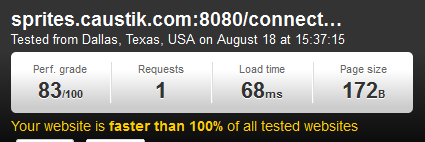 sprites.caustik.com:8080/connect...
Tested from Dallas, Texas, USA on August 18 at 15:37:15
Perf. grade Requests Load time Page size
83/100 1 68ms 172B
Your website is faster than 100% of all tested websites